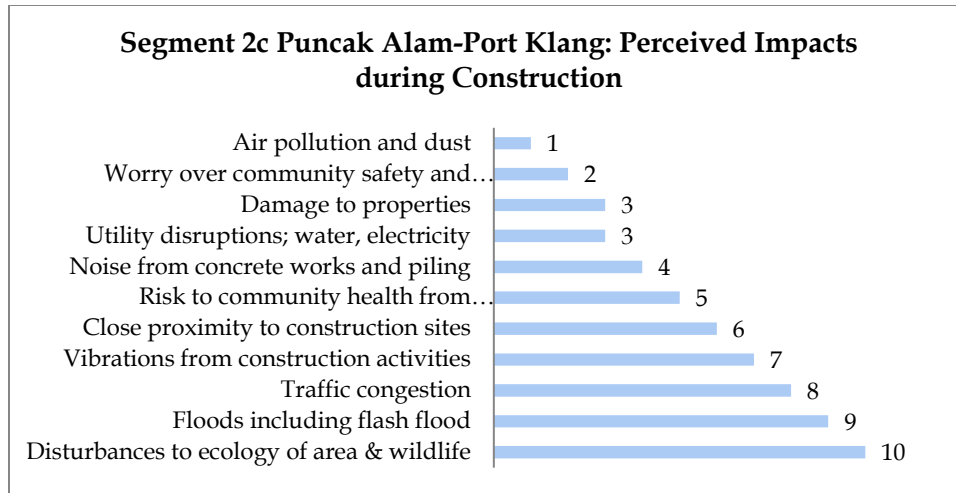 Segment 2c Puncak Alam-Port Klang: Perceived Impacts
during Construction
Air pollution and dust 1
Worry over community safety and… 2
Damage to properties 3
Utility disruptions; water, electricity 3
Noise from concrete works and piling 4
Risk to community health from… 5
Close proximity to construction sites 6
Vibrations from construction activities 7
Traffic congestion 8
Floods including flash flood 9
Disturbances to ecology of area & wildlife 10